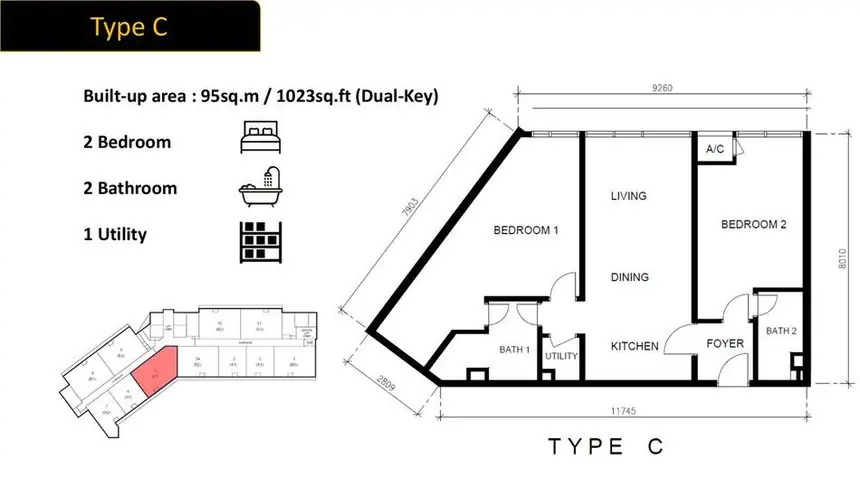 Type C
Built-up area : 95sq.m / 1023sq.ft (Dual-Key)
2 Bedroom
2 Bathroom
1 Utility
9260
7903
2809
11745
8010
A/C
LIVING
BEDROOM 1
BEDROOM 2
DINING
KITCHEN
FOYER
BATH 1
UTILITY
BATH 2
TYPE C